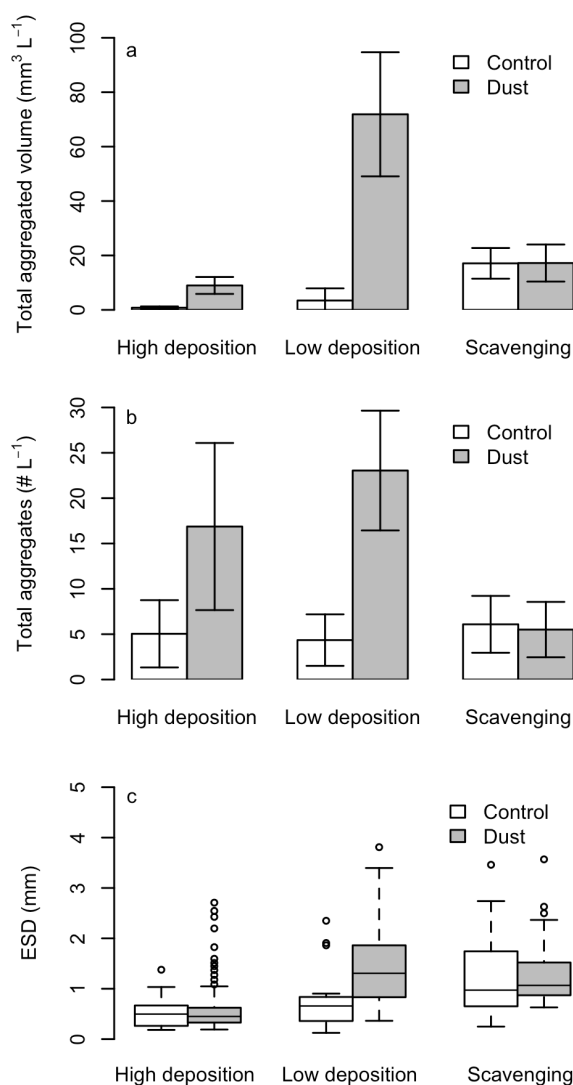 a
Total aggregated volume (mm³ L⁻¹)
100
80
60
40
20
0
Control
Dust
High deposition Low deposition Scavenging
b
Total aggregates (# L⁻¹)
30
25
20
15
10
5
0
Control
Dust
High deposition Low deposition Scavenging
c
ESD (mm)
5
4
3
2
1
0
Control
Dust
High deposition Low deposition Scavenging